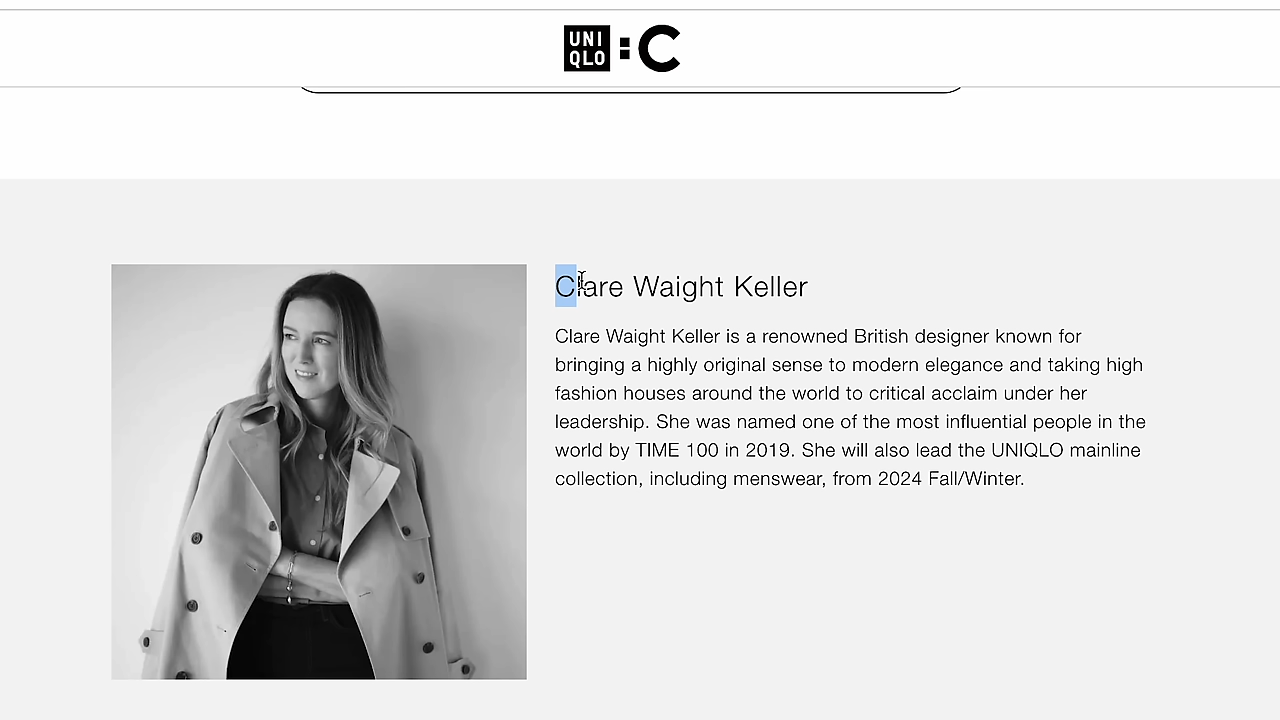 UNI
QLO : C
Clare Waight Keller
Clare Waight Keller is a renowned British designer known for
bringing a highly original sense to modern elegance and taking high
fashion houses around the world to critical acclaim under her
leadership. She was named one of the most influential people in the
world by TIME 100 in 2019. She will also lead the UNIQLO mainline
collection, including menswear, from 2024 Fall/Winter.